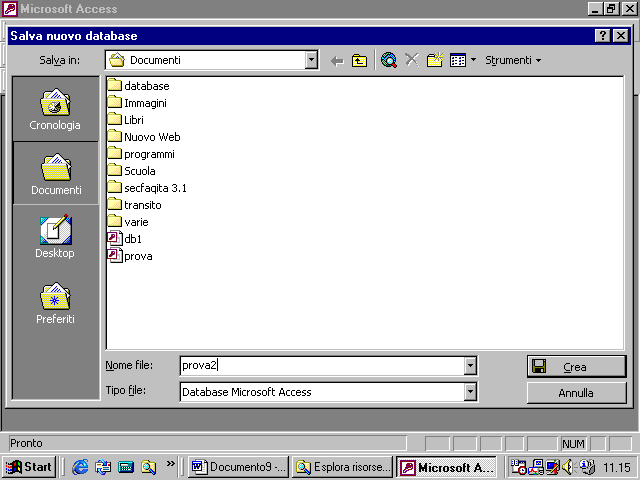 Microsoft Access
Salva nuovo database
Salva in:
Documenti
Strumenti
Cronologia
Documenti
Desktop
Preferiti
database
Immagini
Libri
Nuovo Web
programmi
Scuola
secfaqita 3.1
transito
varie
db1
prova
Nome file:
prova2
Crea
Tipo file:
Database Microsoft Access
Annulla
Pronto
NUM
Start
»
Documento9 -...
Esplora risorse...
Microsoft A...
11.15